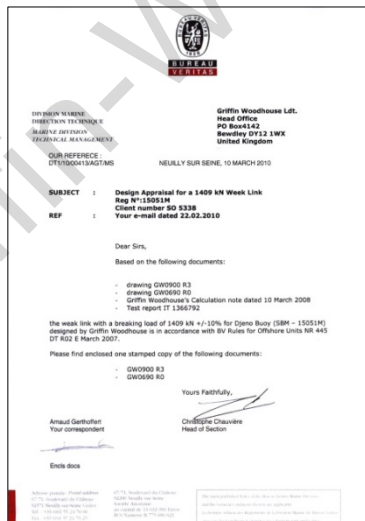 BUREAU
VERITAS
DIVISION MARINE
DIRECTION TECHNIQUE
MARINE DIVISION
TECHNICAL MANAGEMENT
Griffin Woodhouse Ldt.
Head Office
PO Box4142
Bewdley DY12 1WX
United Kingdom
OUR REFERECE :
DT1/10/00413/AGT/MS
NEUILLY SUR SEINE, 10 MARCH 2010
SUBJECT : Design Appraisal for a 1409 kN Week Link
Reg N°:15051M
Client number SO 5338
REF : Your e-mail dated 22.02.2010
Dear Sirs,
Based on the following documents:
- drawing GW0900 R3
- drawing GW0690 R0
- Griffin Woodhouse's Calculation note dated 10 March 2008
- Test report IT 1366792
the weak link with a breaking load of 1409 kN +/-10% for Djeno Buoy (SBM – 15051M)
designed by Griffin Woodhouse is in accordance with BV Rules for Offshore Units NR 445
DT R02 E March 2007.
Please find enclosed one stamped copy of the following documents:
- GW0900 R3
- GW0690 R0
Yours Faithfully,
Arnaud Gerthoffert
Your correspondent
Christophe Chauvière
Head of Section
Encls docs